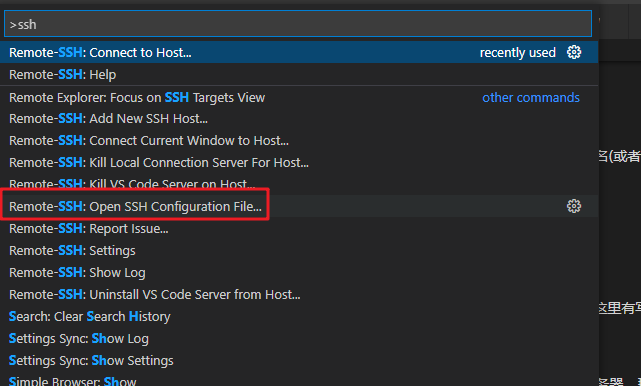 >ssh
Remote-SSH: Connect to Host... recently used
Remote-SSH: Help
Remote Explorer: Focus on SSH Targets View other commands
Remote-SSH: Add New SSH Host...
Remote-SSH: Connect Current Window to Host...
名(或者
Remote-SSH: Kill Local Connection Server For Host...
Remote-SSH: Kill VS Code Server on Host...
Remote-SSH: Open SSH Configuration File...
Remote-SSH: Report Issue...
Remote-SSH: Settings
Remote-SSH: Show Log
Remote-SSH: Uninstall VS Code Server from Host...
这里有写
Search: Clear Search History
Settings Sync: Show Log
Settings Sync: Show Settings
Simple Browser: Show